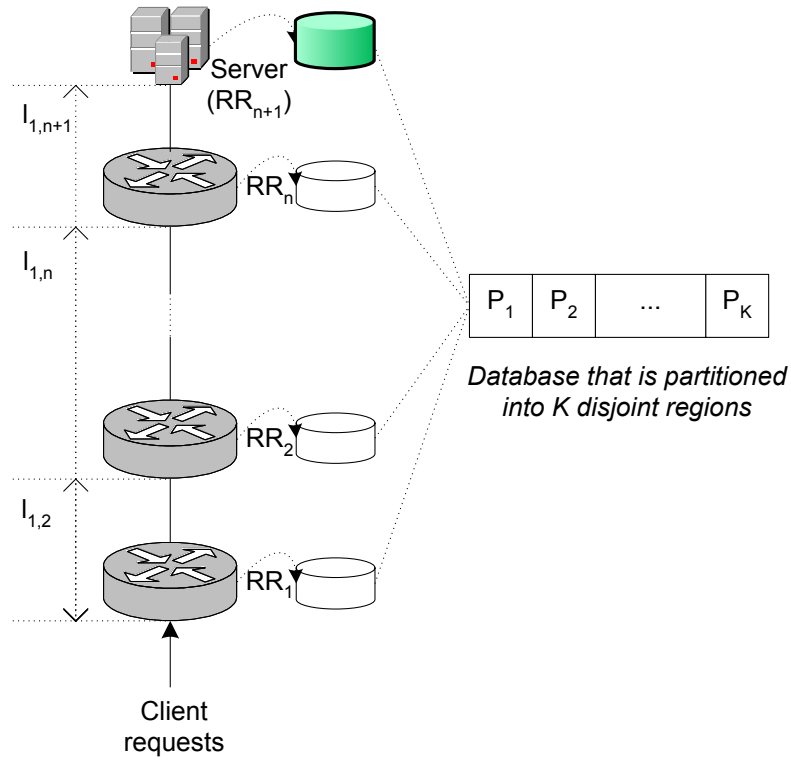 Server
(RRn+1)
l1,n+1
RRn
l1,n
P1 P2 ... PK
Database that is partitioned
into K disjoint regions
RR2
l1,2
RR1
Client
requests